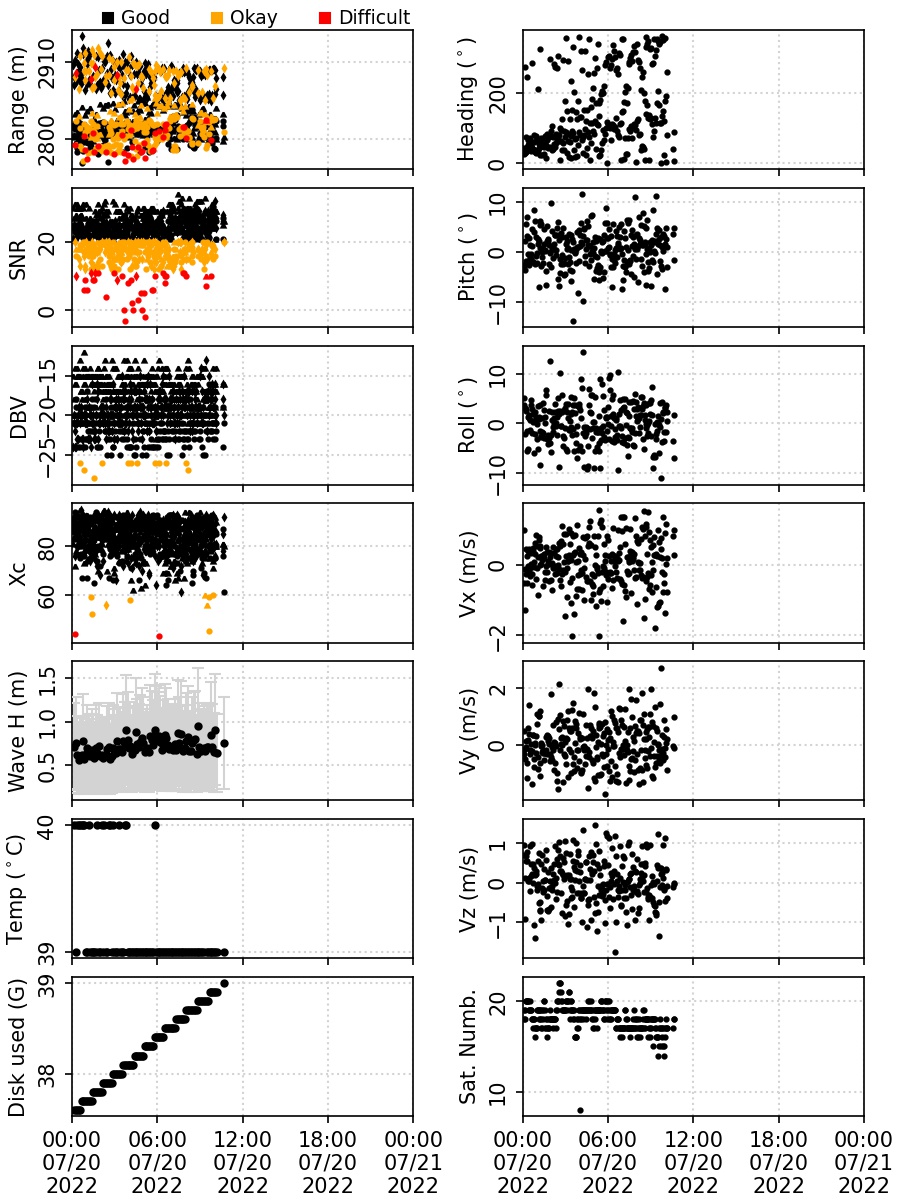 Good Okay Difficult
Range (m)
2910
2800
Heading (°)
200
0
SNR
20
0
Pitch (°)
10
0
−10
DBV
−15
−20
−25
Roll (°)
10
0
−10
Xc
80
60
Vx (m/s)
0
−2
Wave H (m)
1.5
1.0
0.5
Vy (m/s)
2
0
Temp (°C)
40
39
Vz (m/s)
1
0
−1
Disk used (G)
39
38
Sat. Numb.
20
10
00:00 06:00 12:00 18:00 00:00
07/20 07/20 07/20 07/20 07/21
2022 2022 2022 2022 2022
00:00 06:00 12:00 18:00 00:00
07/20 07/20 07/20 07/20 07/21
2022 2022 2022 2022 2022